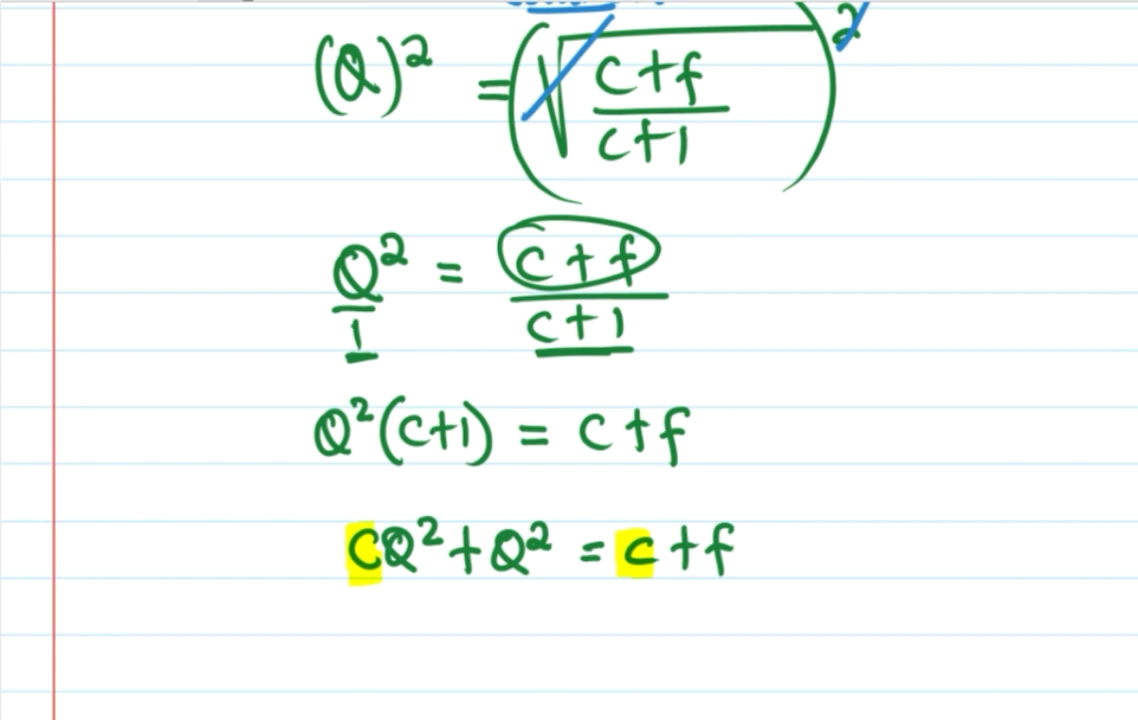 (Q)² = (√(c+f)/(c+1))²
Q²/1 = (c+f)/(c+1)
Q²(c+1) = c+f
cQ²+Q² = c+f